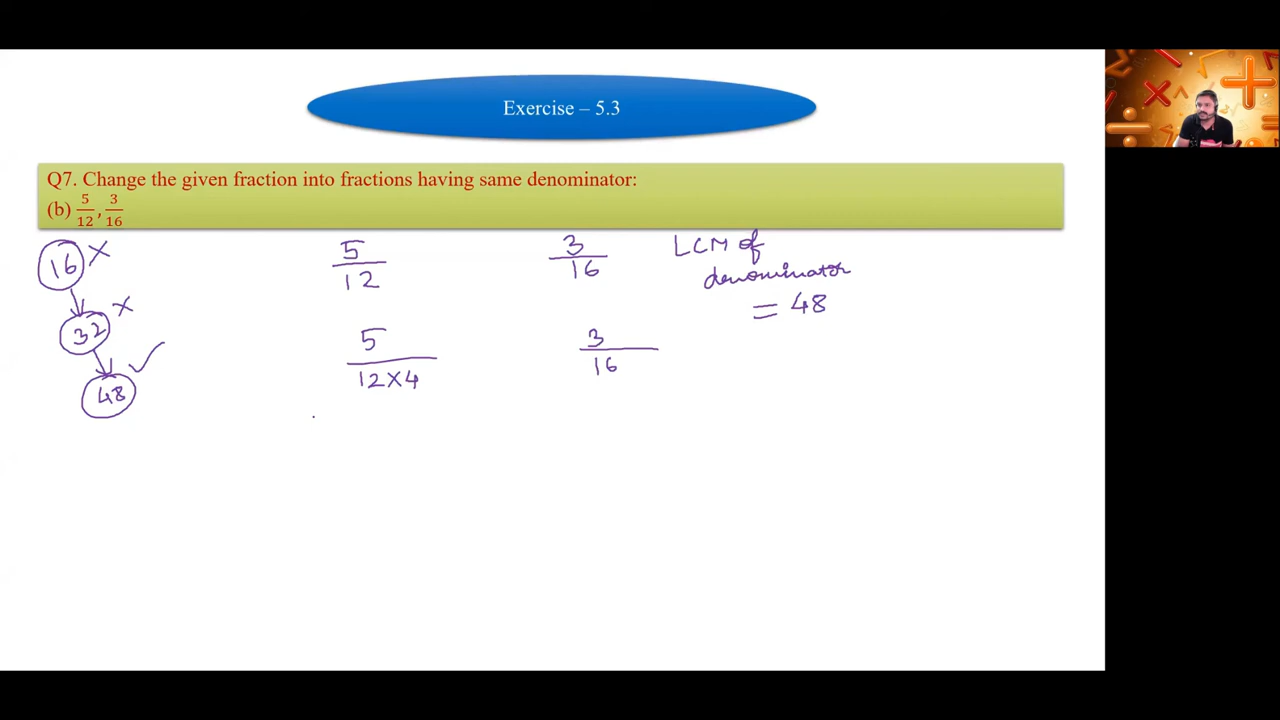 Exercise – 5.3
Q7. Change the given fraction into fractions having same denominator:
(b) 5/12, 3/16
16 ×
32 ×
48 ✓
5/12
3/16
LCM of
denominator
= 48
5/12×4
3/16